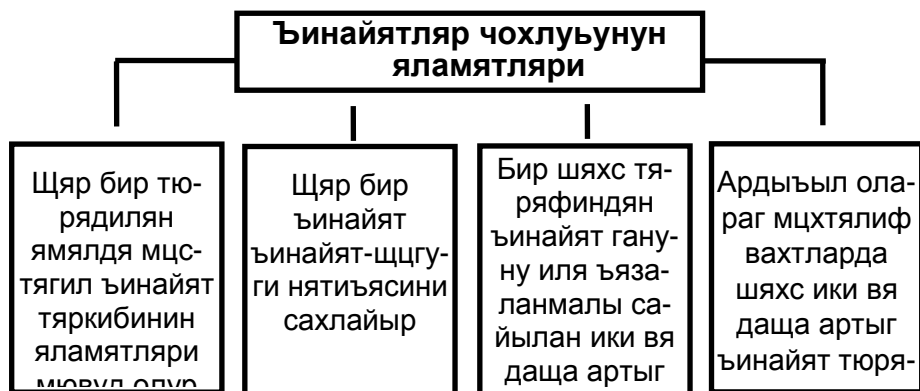 Ъинайятляр чохлуьунун
яламятляри
Щяр бир тю-
рядилян
ямялдя мцс-
тягил ъинайят
тяркибинин
яламятляри
мювуд олур
Щяр бир
ъинайят
ъинайят-щцгу-
ги нятиъясини
сахлайыр
Бир шяхс тя-
ряфиндян
ъинайят гану-
ну иля ъяза-
ланмалы са-
йылан ики вя
даща артыг
Ардыъыл ола-
раг мцхтялиф
вахтларда
шяхс ики вя
даща артыг
ъинайят тюря-